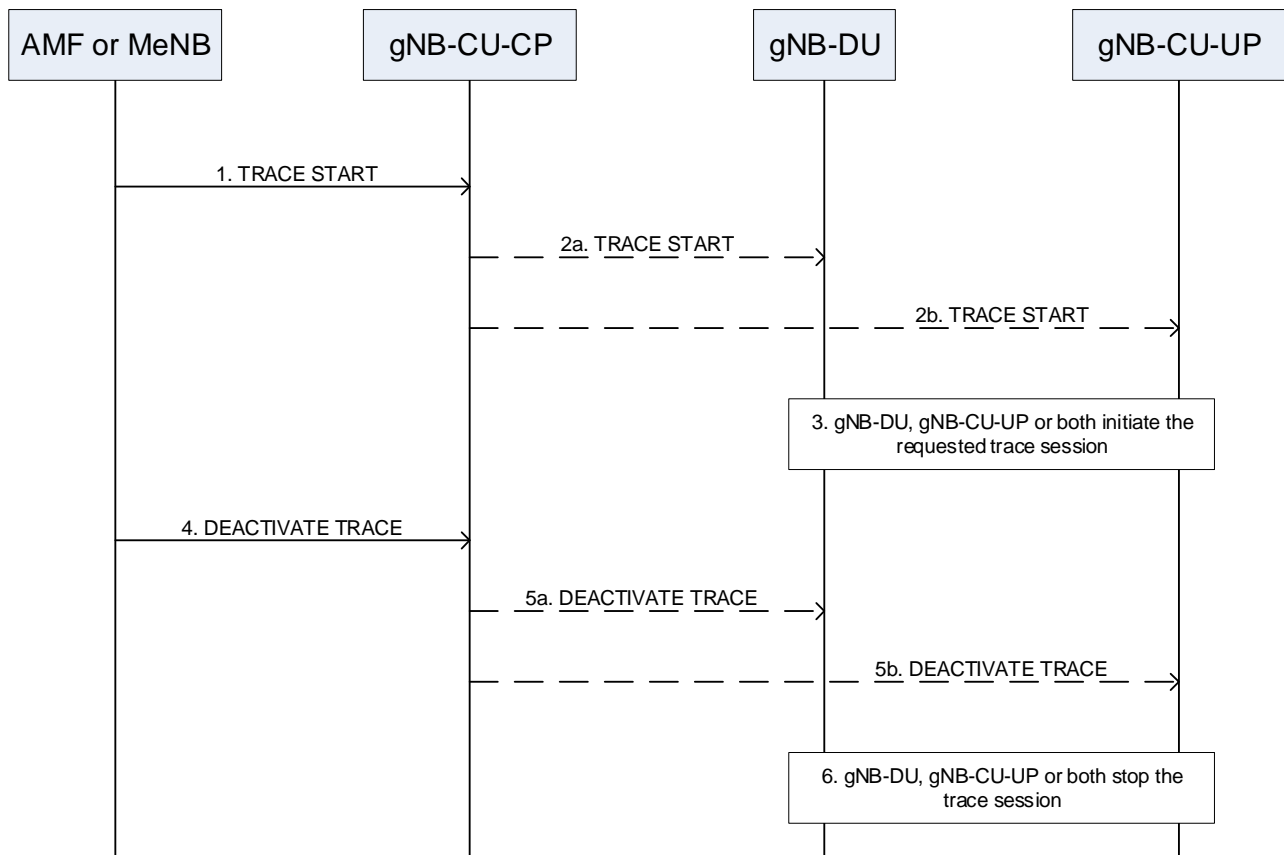 AMF or MeNB
gNB-CU-CP
gNB-DU
gNB-CU-UP
1. TRACE START
2a. TRACE START
2b. TRACE START
3. gNB-DU, gNB-CU-UP or both initiate the
requested trace session
4. DEACTIVATE TRACE
5a. DEACTIVATE TRACE
5b. DEACTIVATE TRACE
6. gNB-DU, gNB-CU-UP or both stop the
trace session